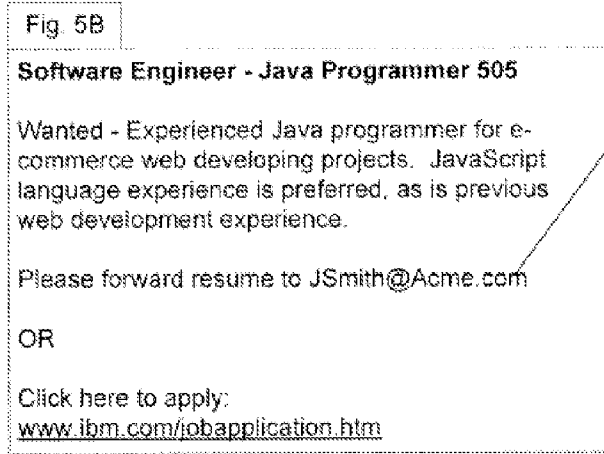 Fig. 5B
Software Engineer - Java Programmer 505
Wanted - Experienced Java programmer for e-
commerce web developing projects. JavaScript
language experience is preferred, as is previous
web development experience.
Please forward resume to JSmith@Acme.com
OR
Click here to apply:
www.ibm.com/jobapplication.htm